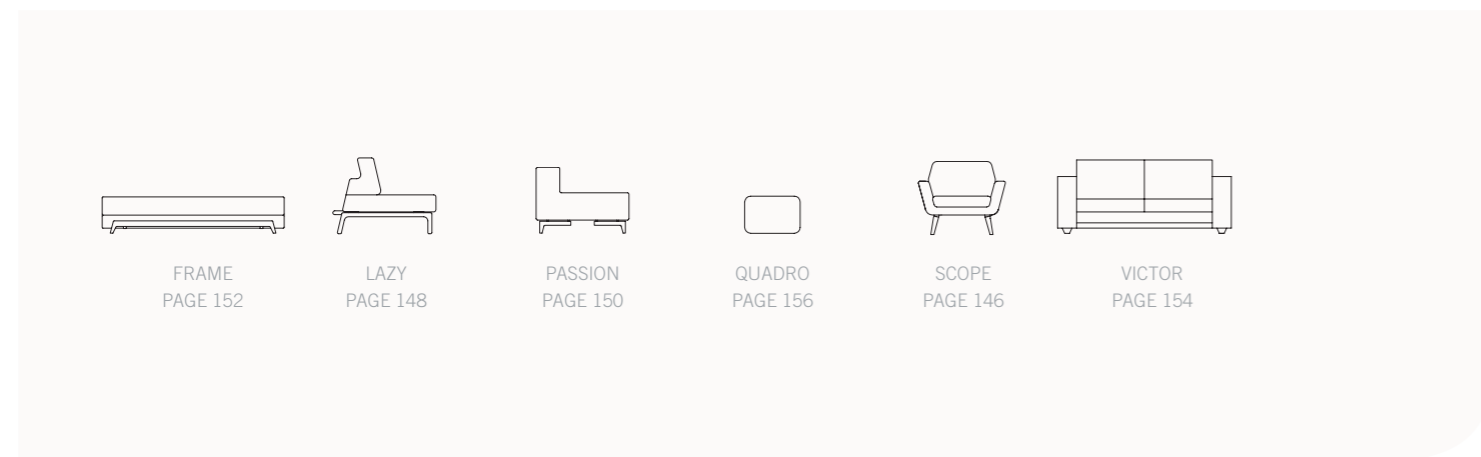 FRAME
PAGE 152
LAZY
PAGE 148
PASSION
PAGE 150
QUADRO
PAGE 156
SCOPE
PAGE 146
VICTOR
PAGE 154